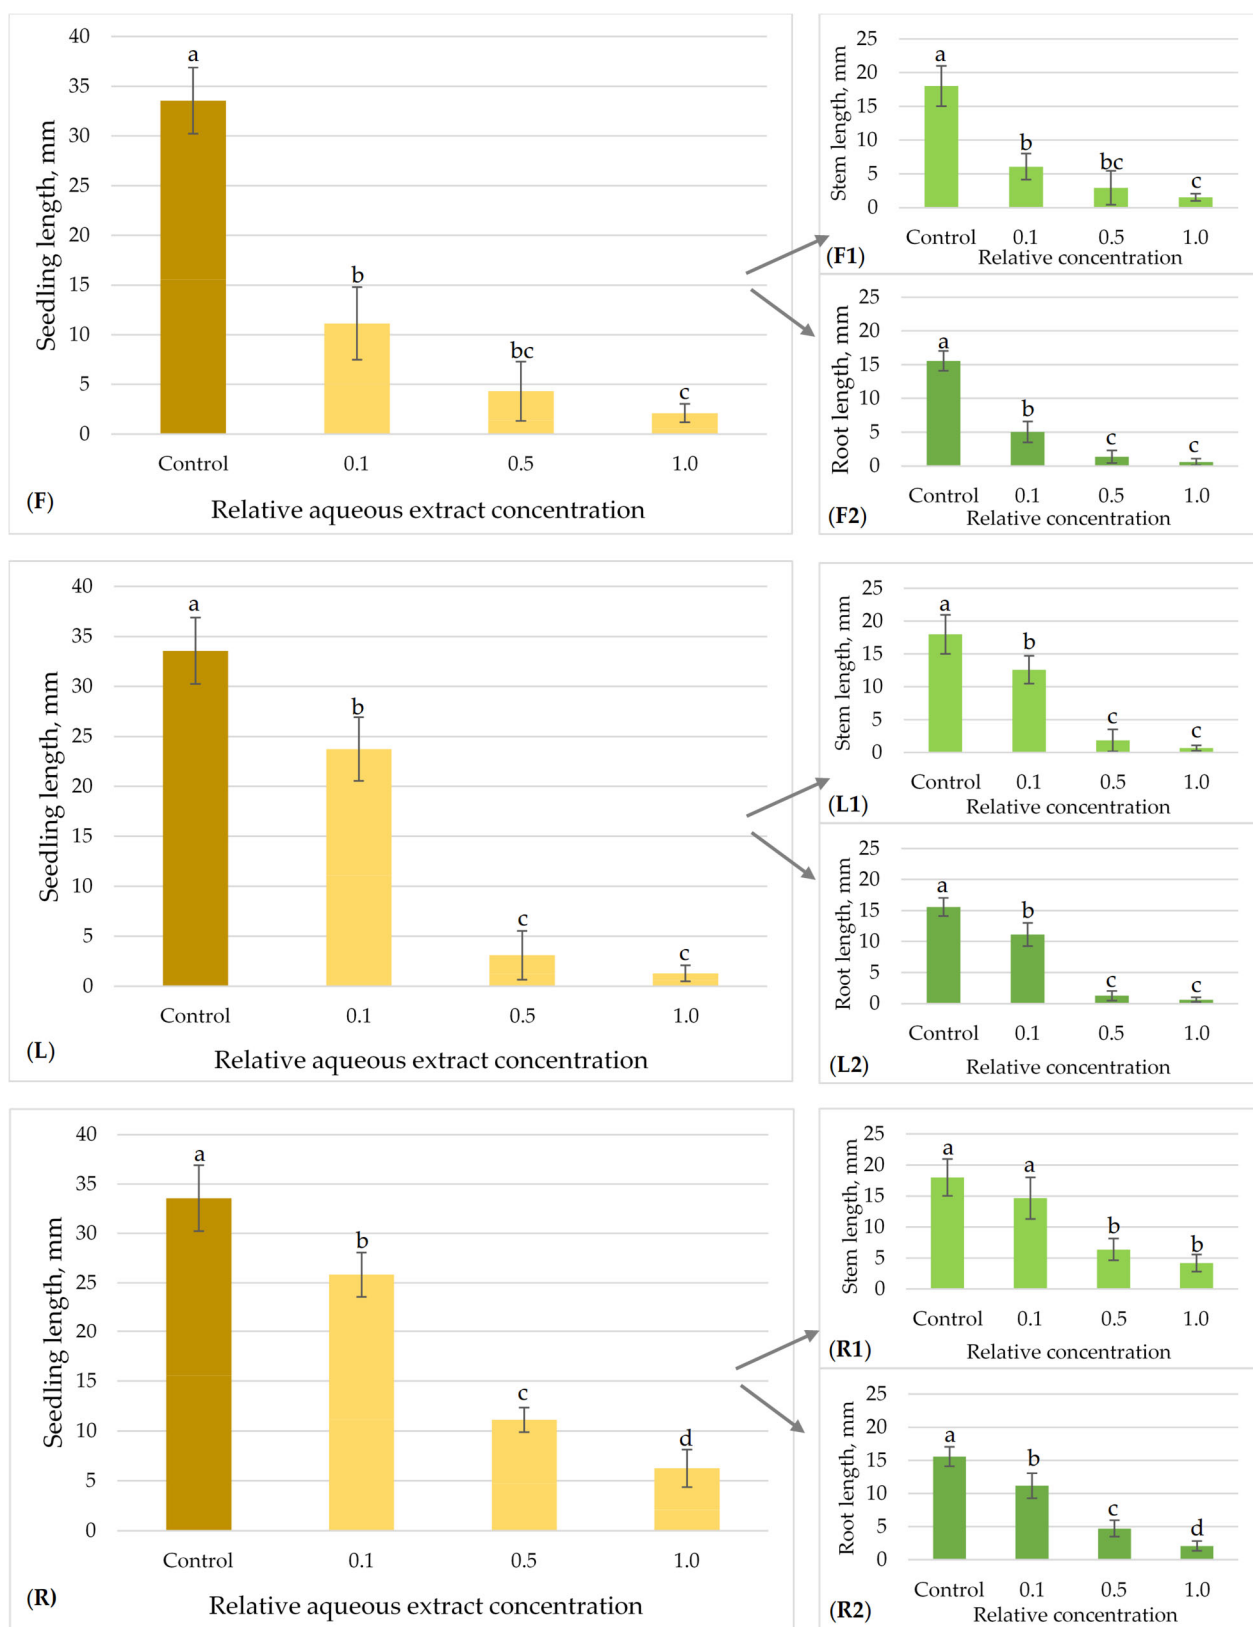 40
35
30
25
20
15
10
5
0
Seedling length, mm
a
b
bc
c
Control 0.1 0.5 1.0
(F)
Relative aqueous extract concentration
25
20
15
10
5
0
Stem length, mm
a
b
bc
c
Control 0.1 0.5 1.0
(F1)
Relative concentration
25
20
15
10
5
0
Root length, mm
a
b
c
c
Control 0.1 0.5 1.0
(F2)
Relative concentration
40
35
30
25
20
15
10
5
0
Seedling length, mm
a
b
c
c
Control 0.1 0.5 1.0
(L)
Relative aqueous extract concentration
25
20
15
10
5
0
Stem length, mm
a
b
c
c
Control 0.1 0.5 1.0
(L1)
Relative concentration
25
20
15
10
5
0
Root length, mm
a
b
c
c
Control 0.1 0.5 1.0
(L2)
Relative concentration
40
35
30
25
20
15
10
5
0
Seedling length, mm
a
b
c
d
Control 0.1 0.5 1.0
(R)
Relative aqueous extract concentration
25
20
15
10
5
0
Stem length, mm
a
a
b
b
Control 0.1 0.5 1.0
(R1)
Relative concentration
25
20
15
10
5
0
Root length, mm
a
b
c
d
Control 0.1 0.5 1.0
(R2)
Relative concentration